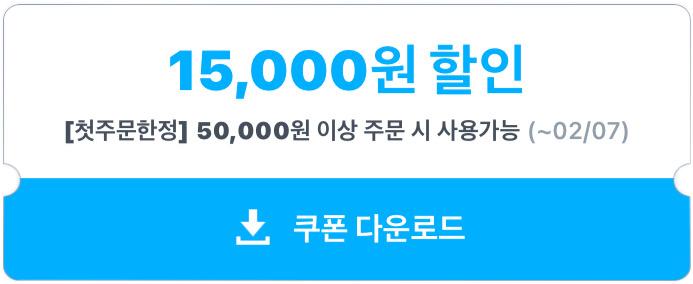 15,000원 할인
[첫주문한정] 50,000원 이상 주문 시 사용가능 (~02/07)
쿠폰 다운로드